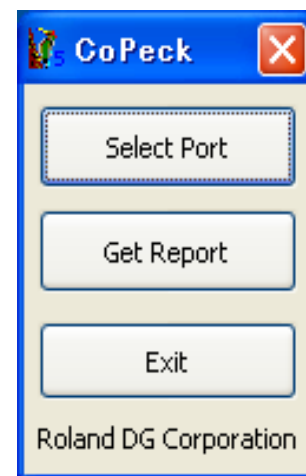 CoPeck
Select Port
Get Report
Exit
Roland DG Corporation